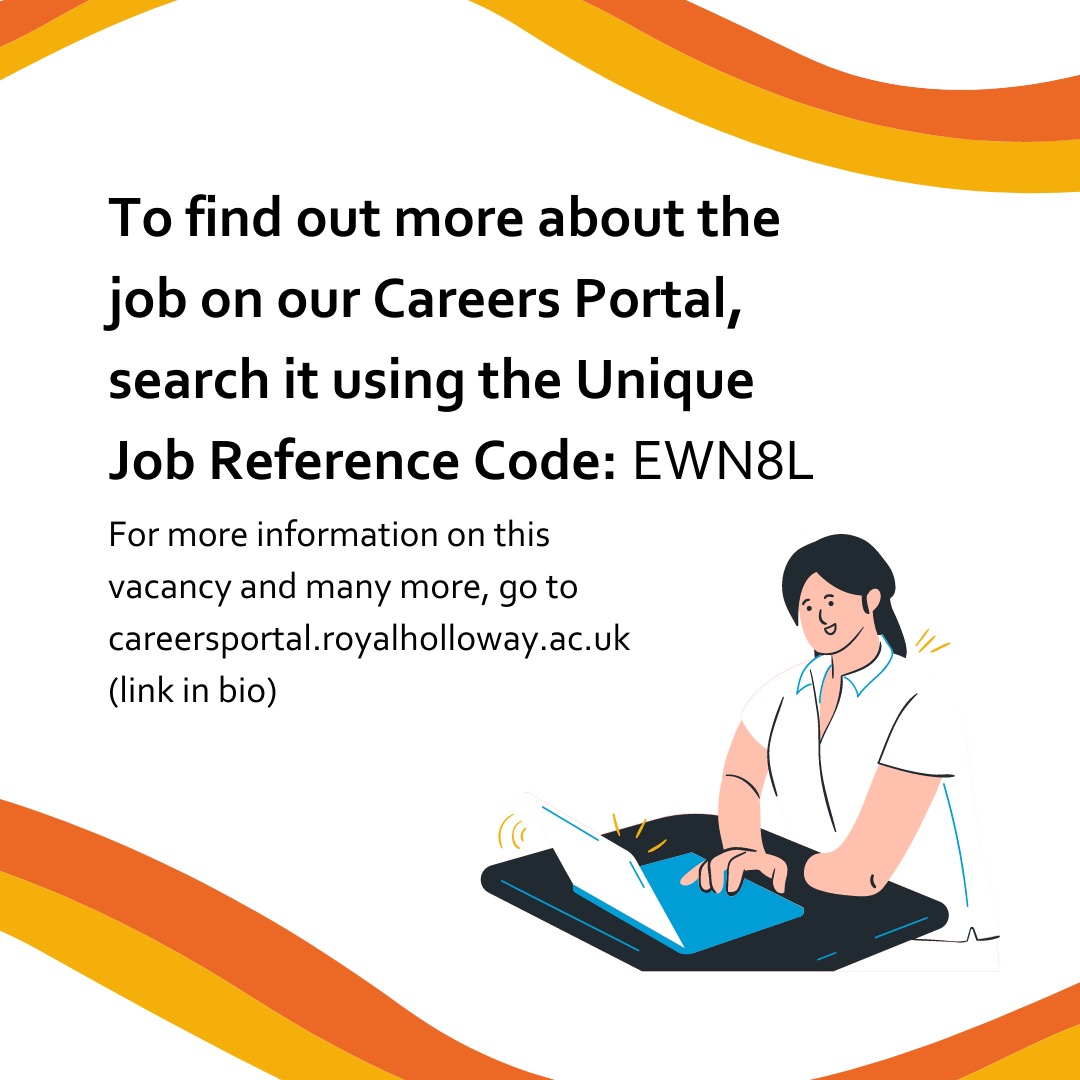 To find out more about the
job on our Careers Portal,
search it using the Unique
Job Reference Code: EWN8L
For more information on this
vacancy and many more, go to
careersportal.royalholloway.ac.uk
(link in bio)